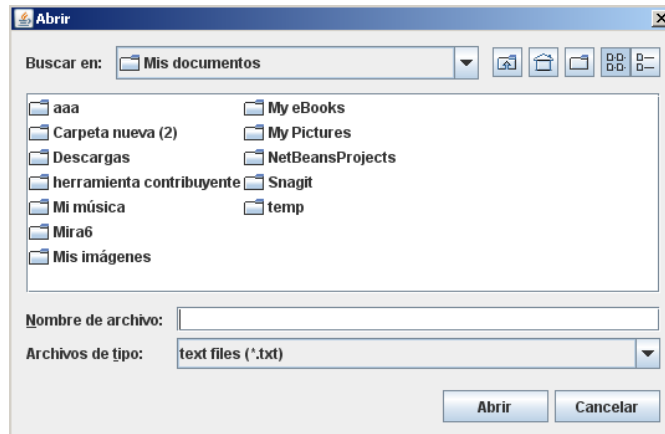 Abrir
Buscar en: Mis documentos
aaa
Carpeta nueva (2)
Descargas
herramienta contribuyente
Mi música
Mira6
Mis imágenes
My eBooks
My Pictures
NetBeansProjects
Snagit
temp
Nombre de archivo:
Archivos de tipo: text files (*.txt)
Abrir Cancelar